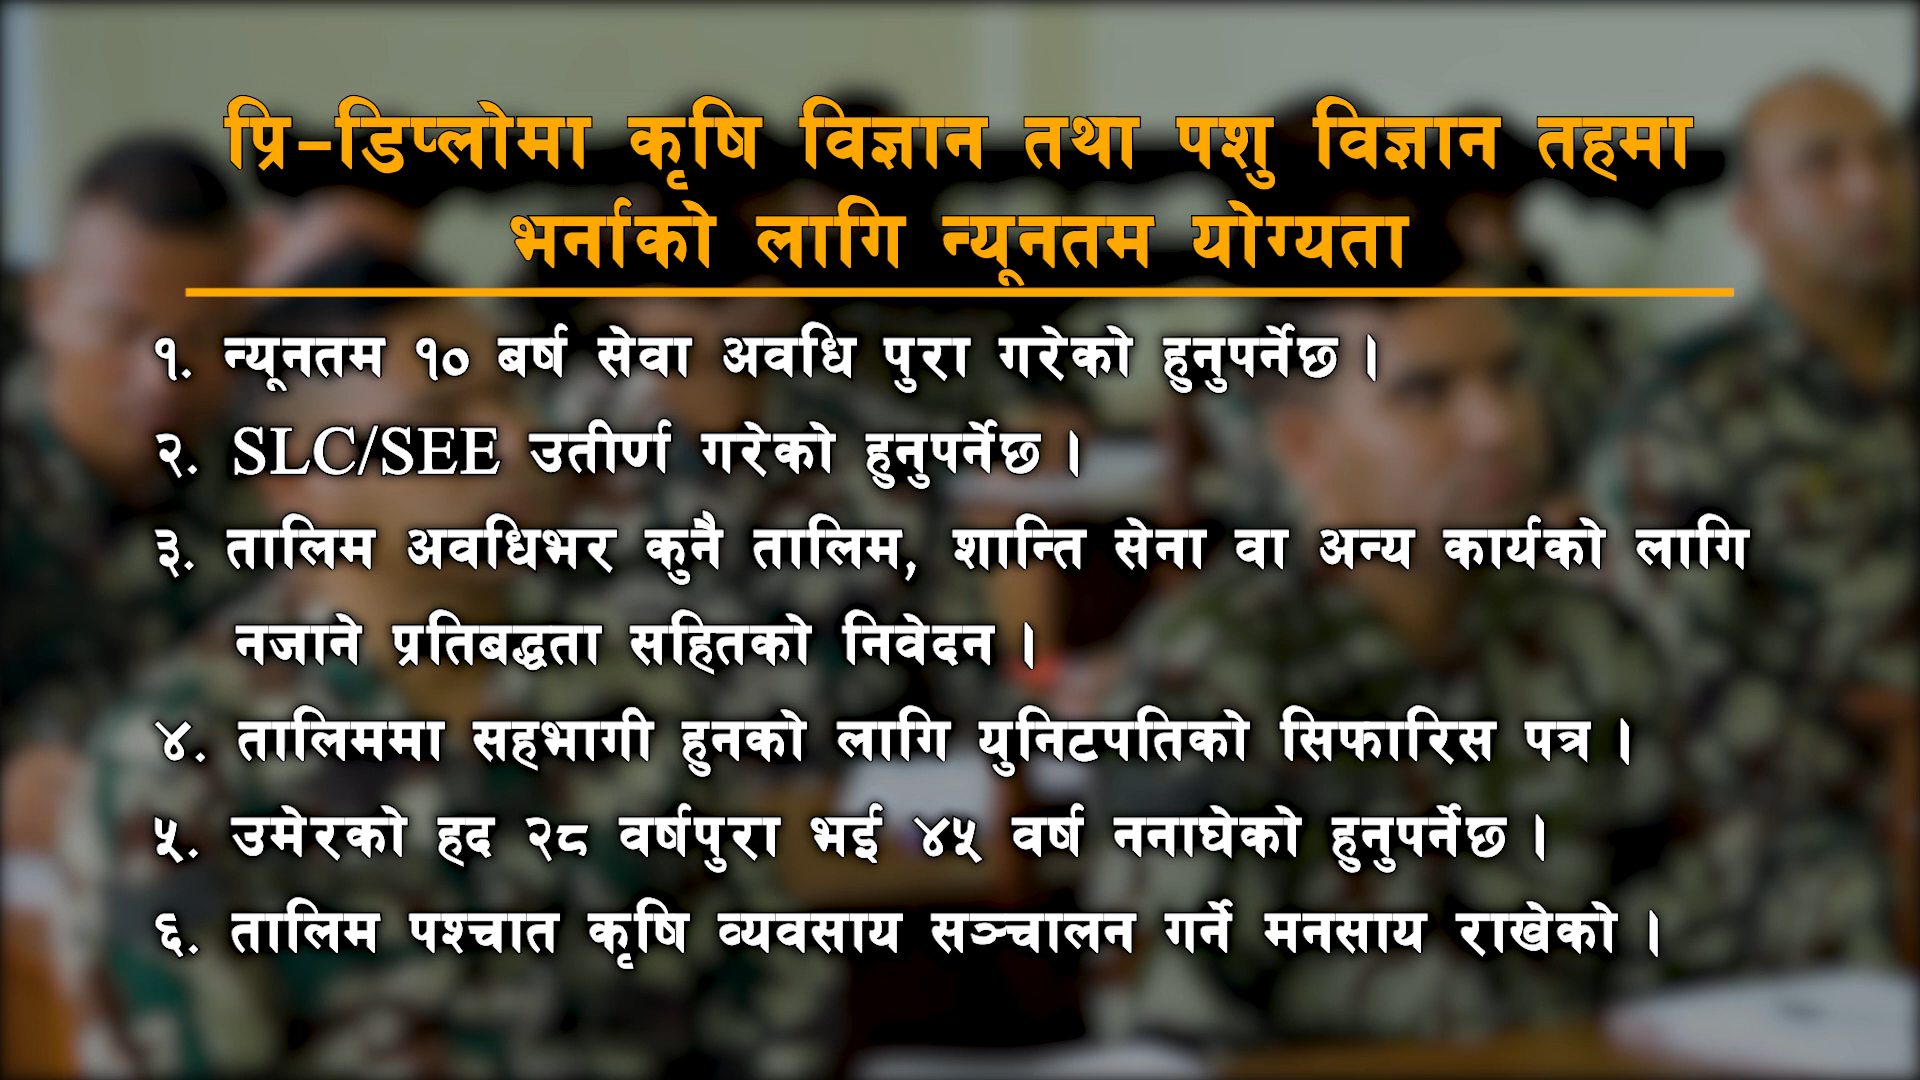 प्रि-डिप्लोमा कृषि विज्ञान तथा पशु विज्ञान तहमा
भर्नाको लागि न्यूनतम योग्यता
१. न्यूनतम १० बर्ष सेवा अवधि पुरा गरेको हुनुपर्नेछ ।
२. SLC/SEE उतीर्ण गरेको हुनुपर्नेछ ।
३. तालिम अवधिभर कुनै तालिम, शान्ति सेना वा अन्य कार्यको लागि
नजाने प्रतिबद्धता सहितको निवेदन ।
४. तालिममा सहभागी हुनको लागि युनिटपतिको सिफारिस पत्र ।
५. उमेरको हद २८ वर्षपुरा भई ४५ वर्ष ननाघेको हुनुपर्नेछ ।
६. तालिम पश्चात कृषि व्यवसाय सञ्चालन गर्ने मनसाय राखेको ।